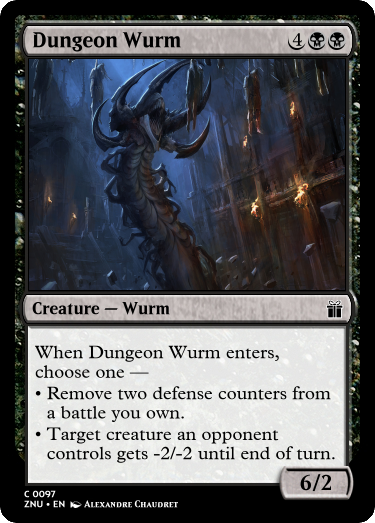 Dungeon Wurm 4
Creature — Wurm
When Dungeon Wurm enters,
choose one —
• Remove two defense counters from
a battle you own.
• Target creature an opponent
controls gets -2/-2 until end of turn.
6/2
C 0097
ZNU • EN Alexandre Chaudret